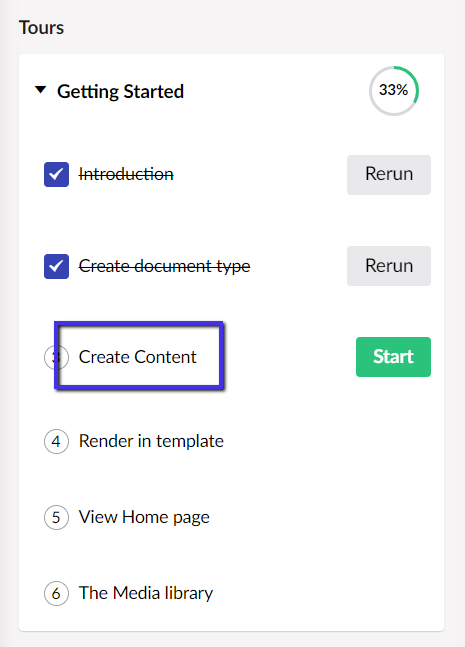 Tours
Getting Started 33%
Introduction Rerun
Create document type Rerun
3 Create Content Start
4 Render in template
5 View Home page
6 The Media library